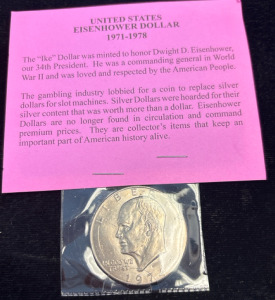 UNITED STATES
EISENHOWER DOLLAR
1971-1978
The "Ike" Dollar was minted to honor Dwight D. Eisenhower,
our 34th President. He was a commanding general in World
War II and was loved and respected by the American People.
The gambling industry lobbied for a coin to replace silver
dollars for slot machines. Silver Dollars were hoarded for their
silver content that was worth more than a dollar. Eisenhower
Dollars are no longer found in circulation and command
premium prices. They are collector's items that keep an
important part of American history alive.
LIBERTY
IN GOD WE
TRUST